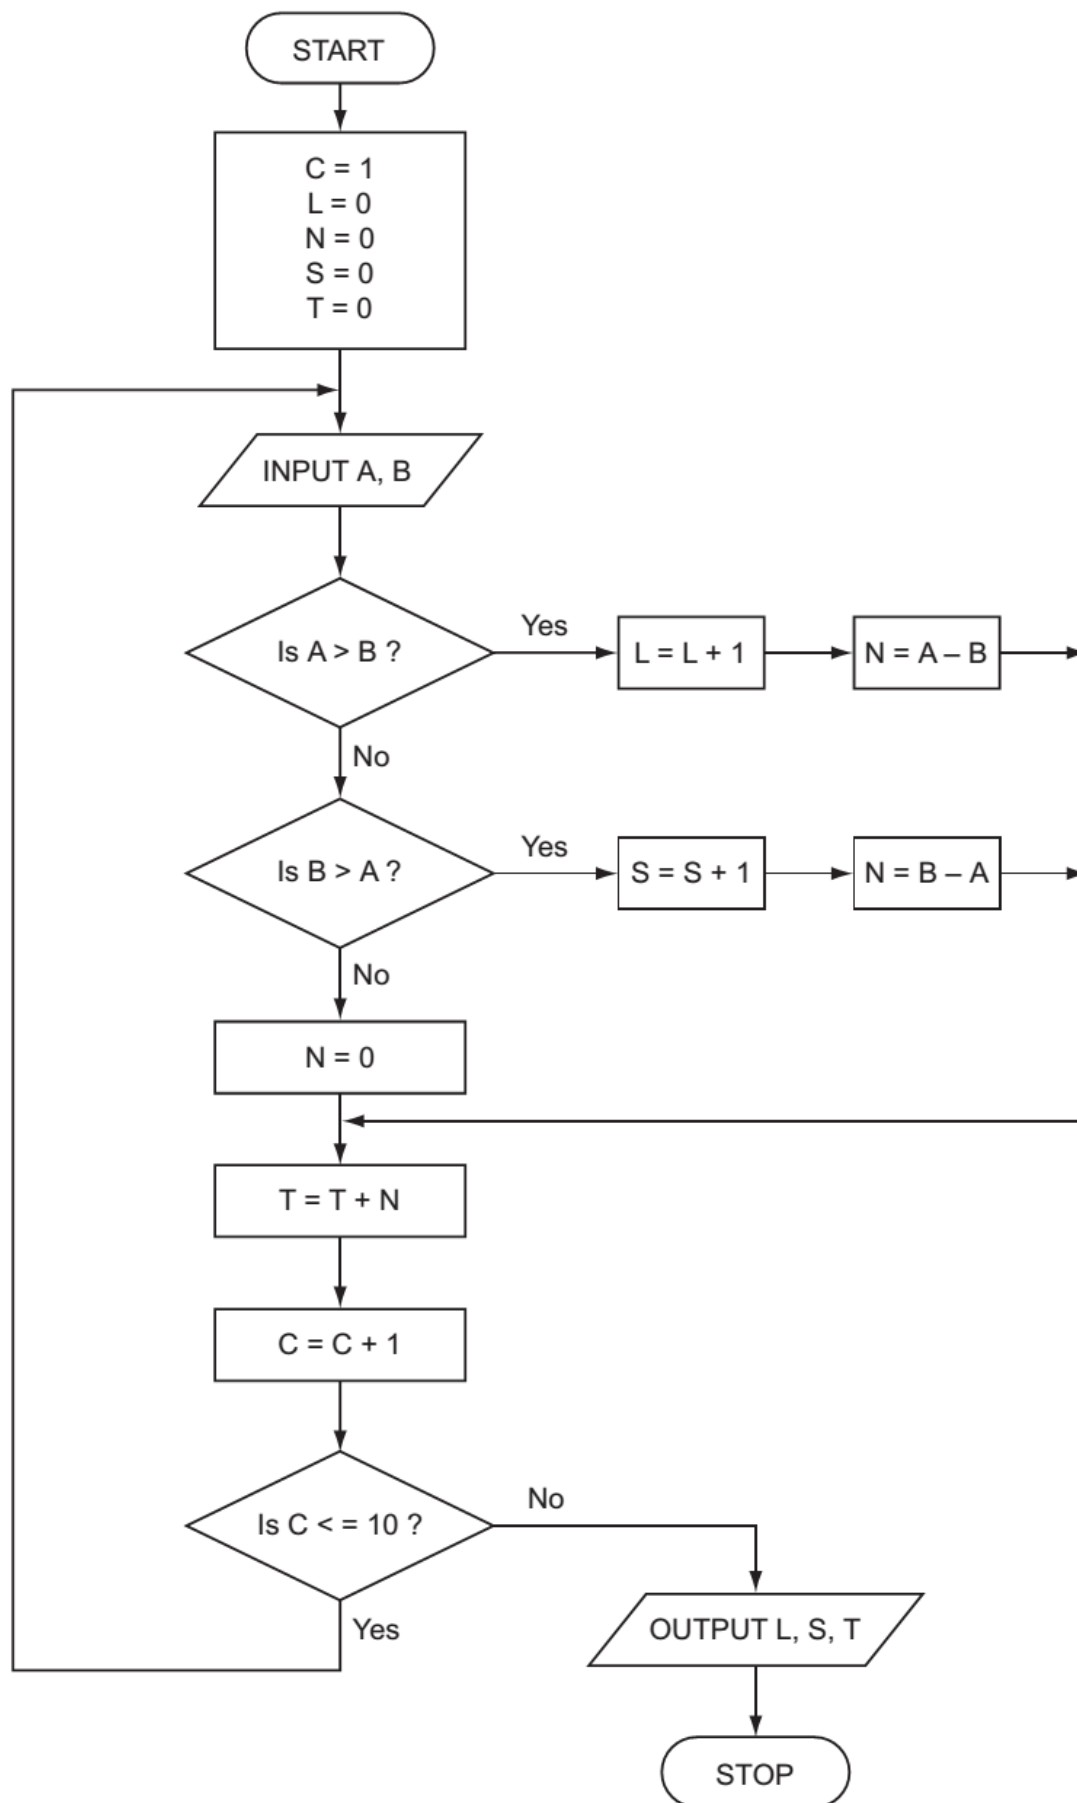 START
C = 1
L = 0
N = 0
S = 0
T = 0
INPUT A, B
Is A > B ?
Yes
L = L + 1
N = A – B
No
Is B > A ?
Yes
S = S + 1
N = B – A
No
N = 0
T = T + N
C = C + 1
Is C < = 10 ?
No
Yes
OUTPUT L, S, T
STOP